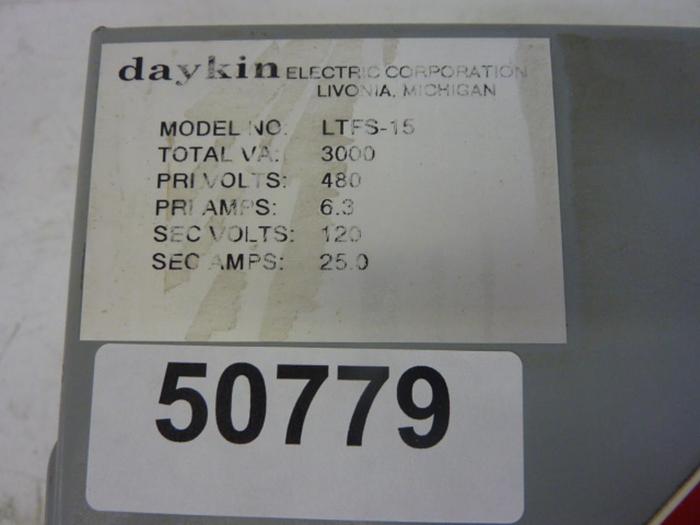 daykin ELECTRIC CORPORATION
LIVONIA, MICHIGAN
MODEL NO: LTFS-15
TOTAL VA: 3000
PRI VOLTS: 480
PRI AMPS: 6.3
SEC VOLTS: 120
SEC AMPS: 25.0
50779